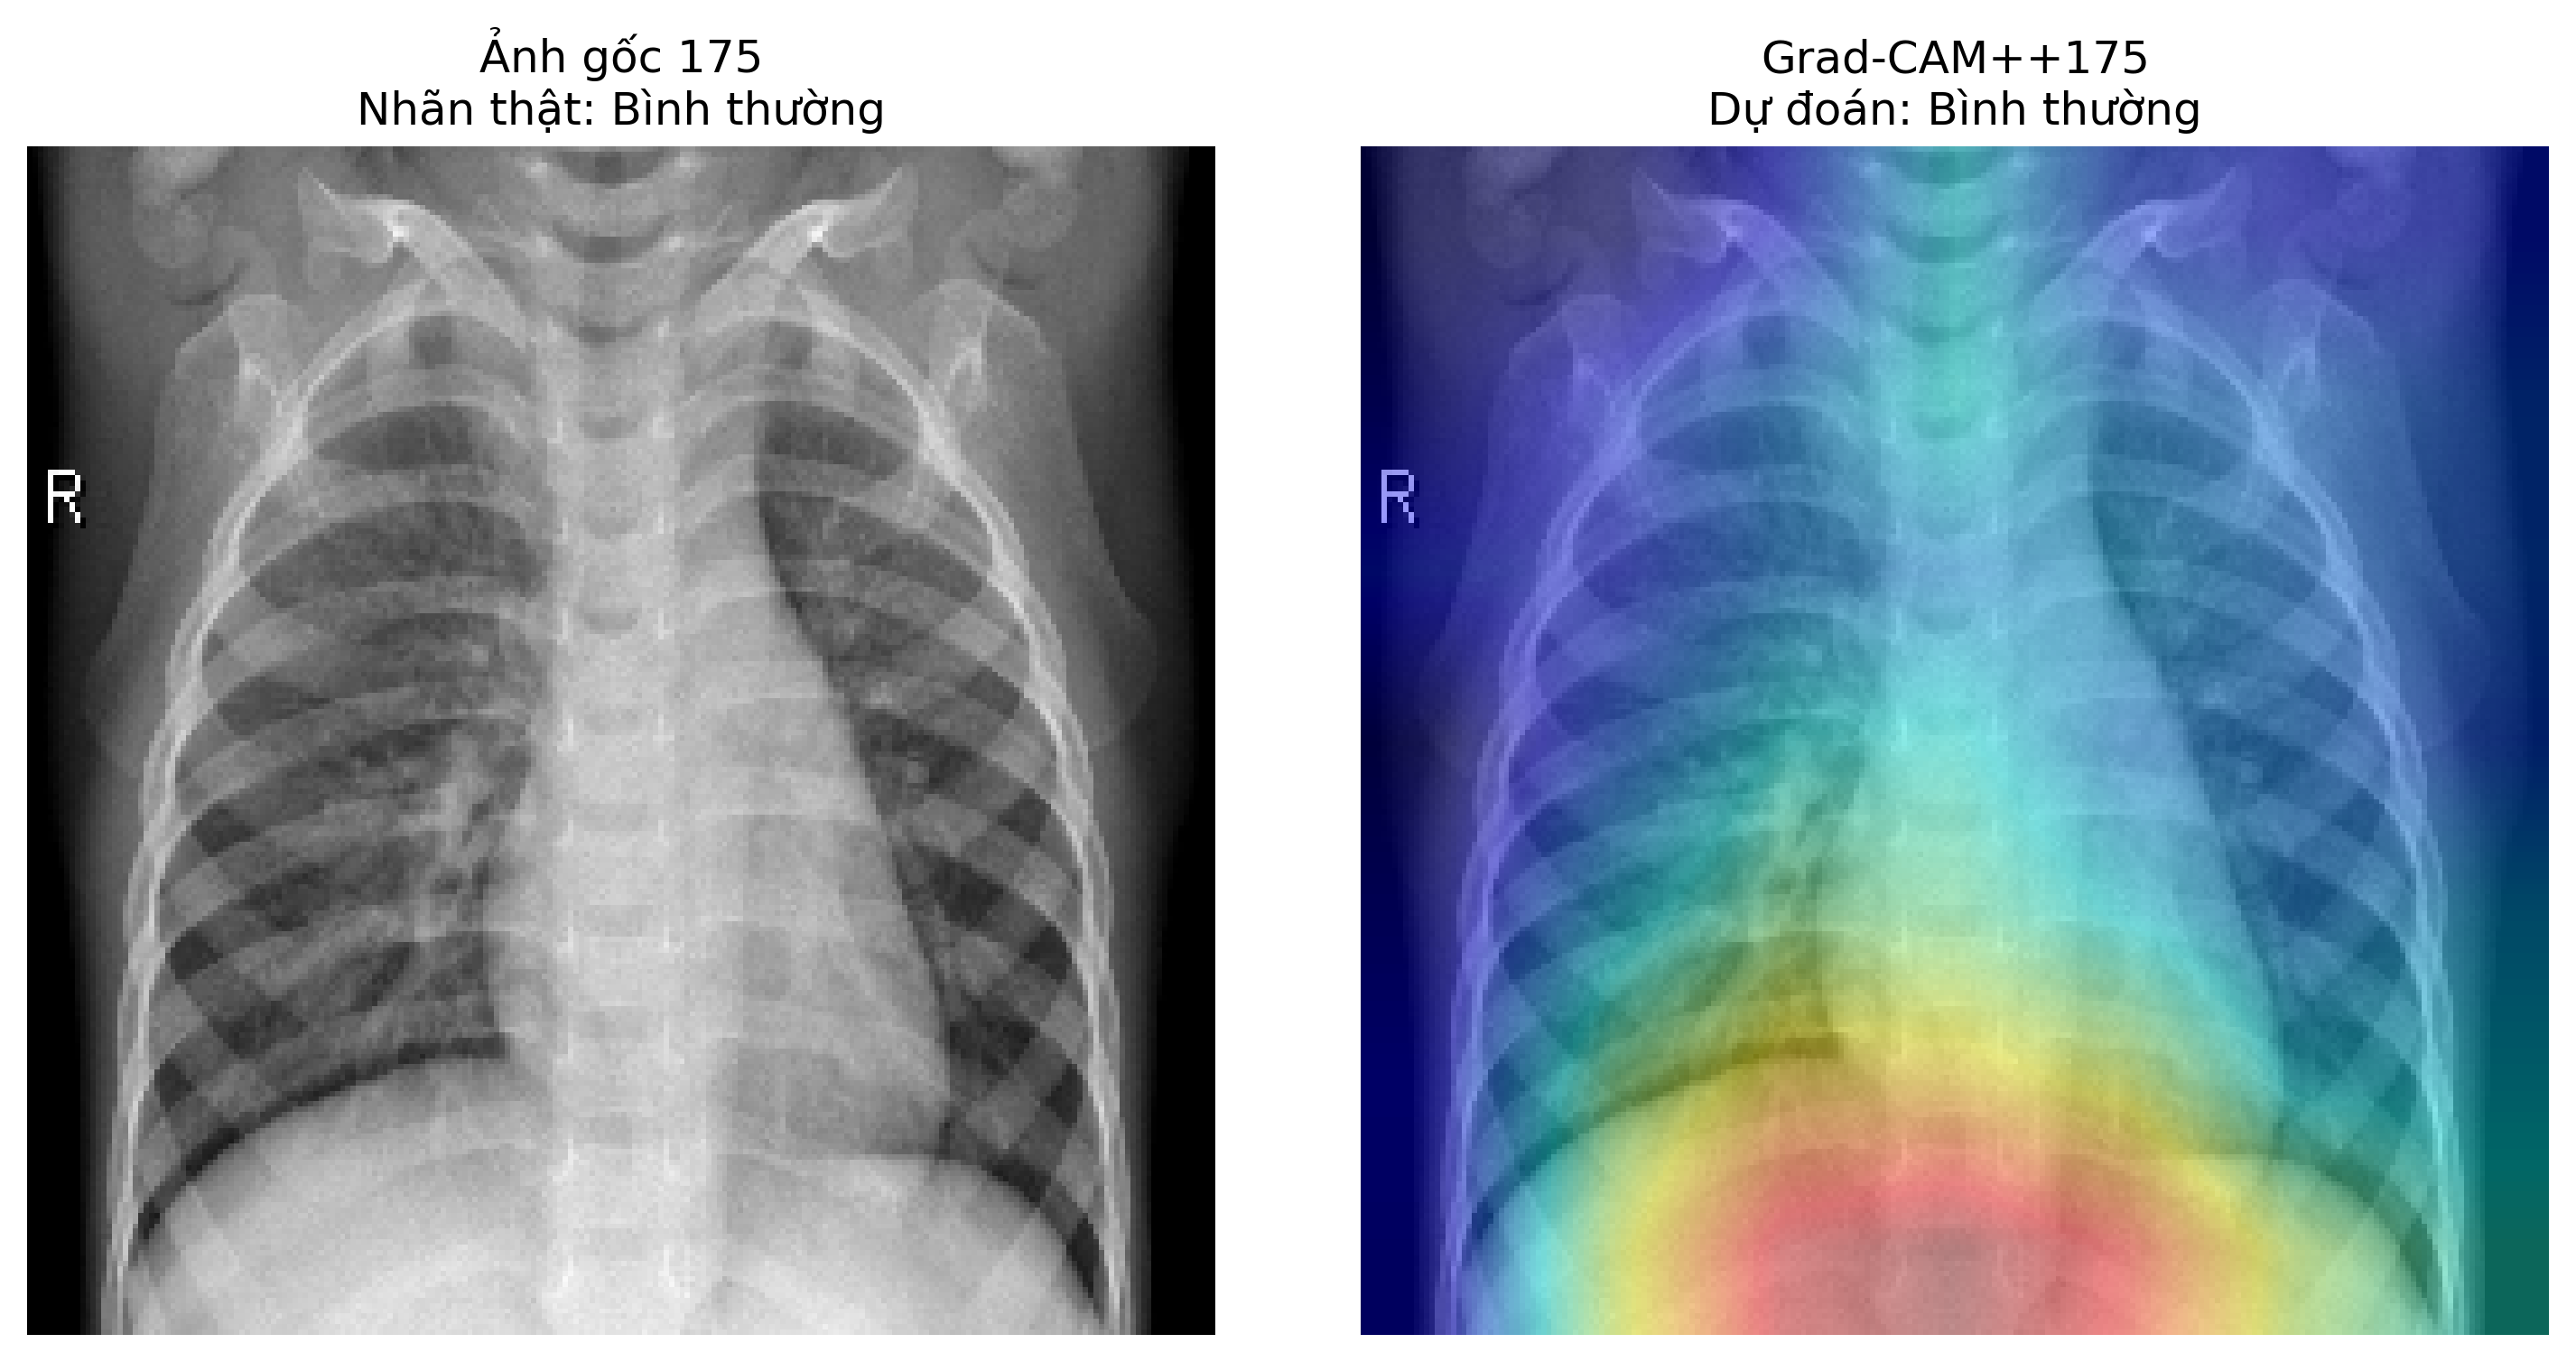 Ảnh gốc 175
Nhãn thật: Bình thường
Grad-CAM++175
Dự đoán: Bình thường
R
R